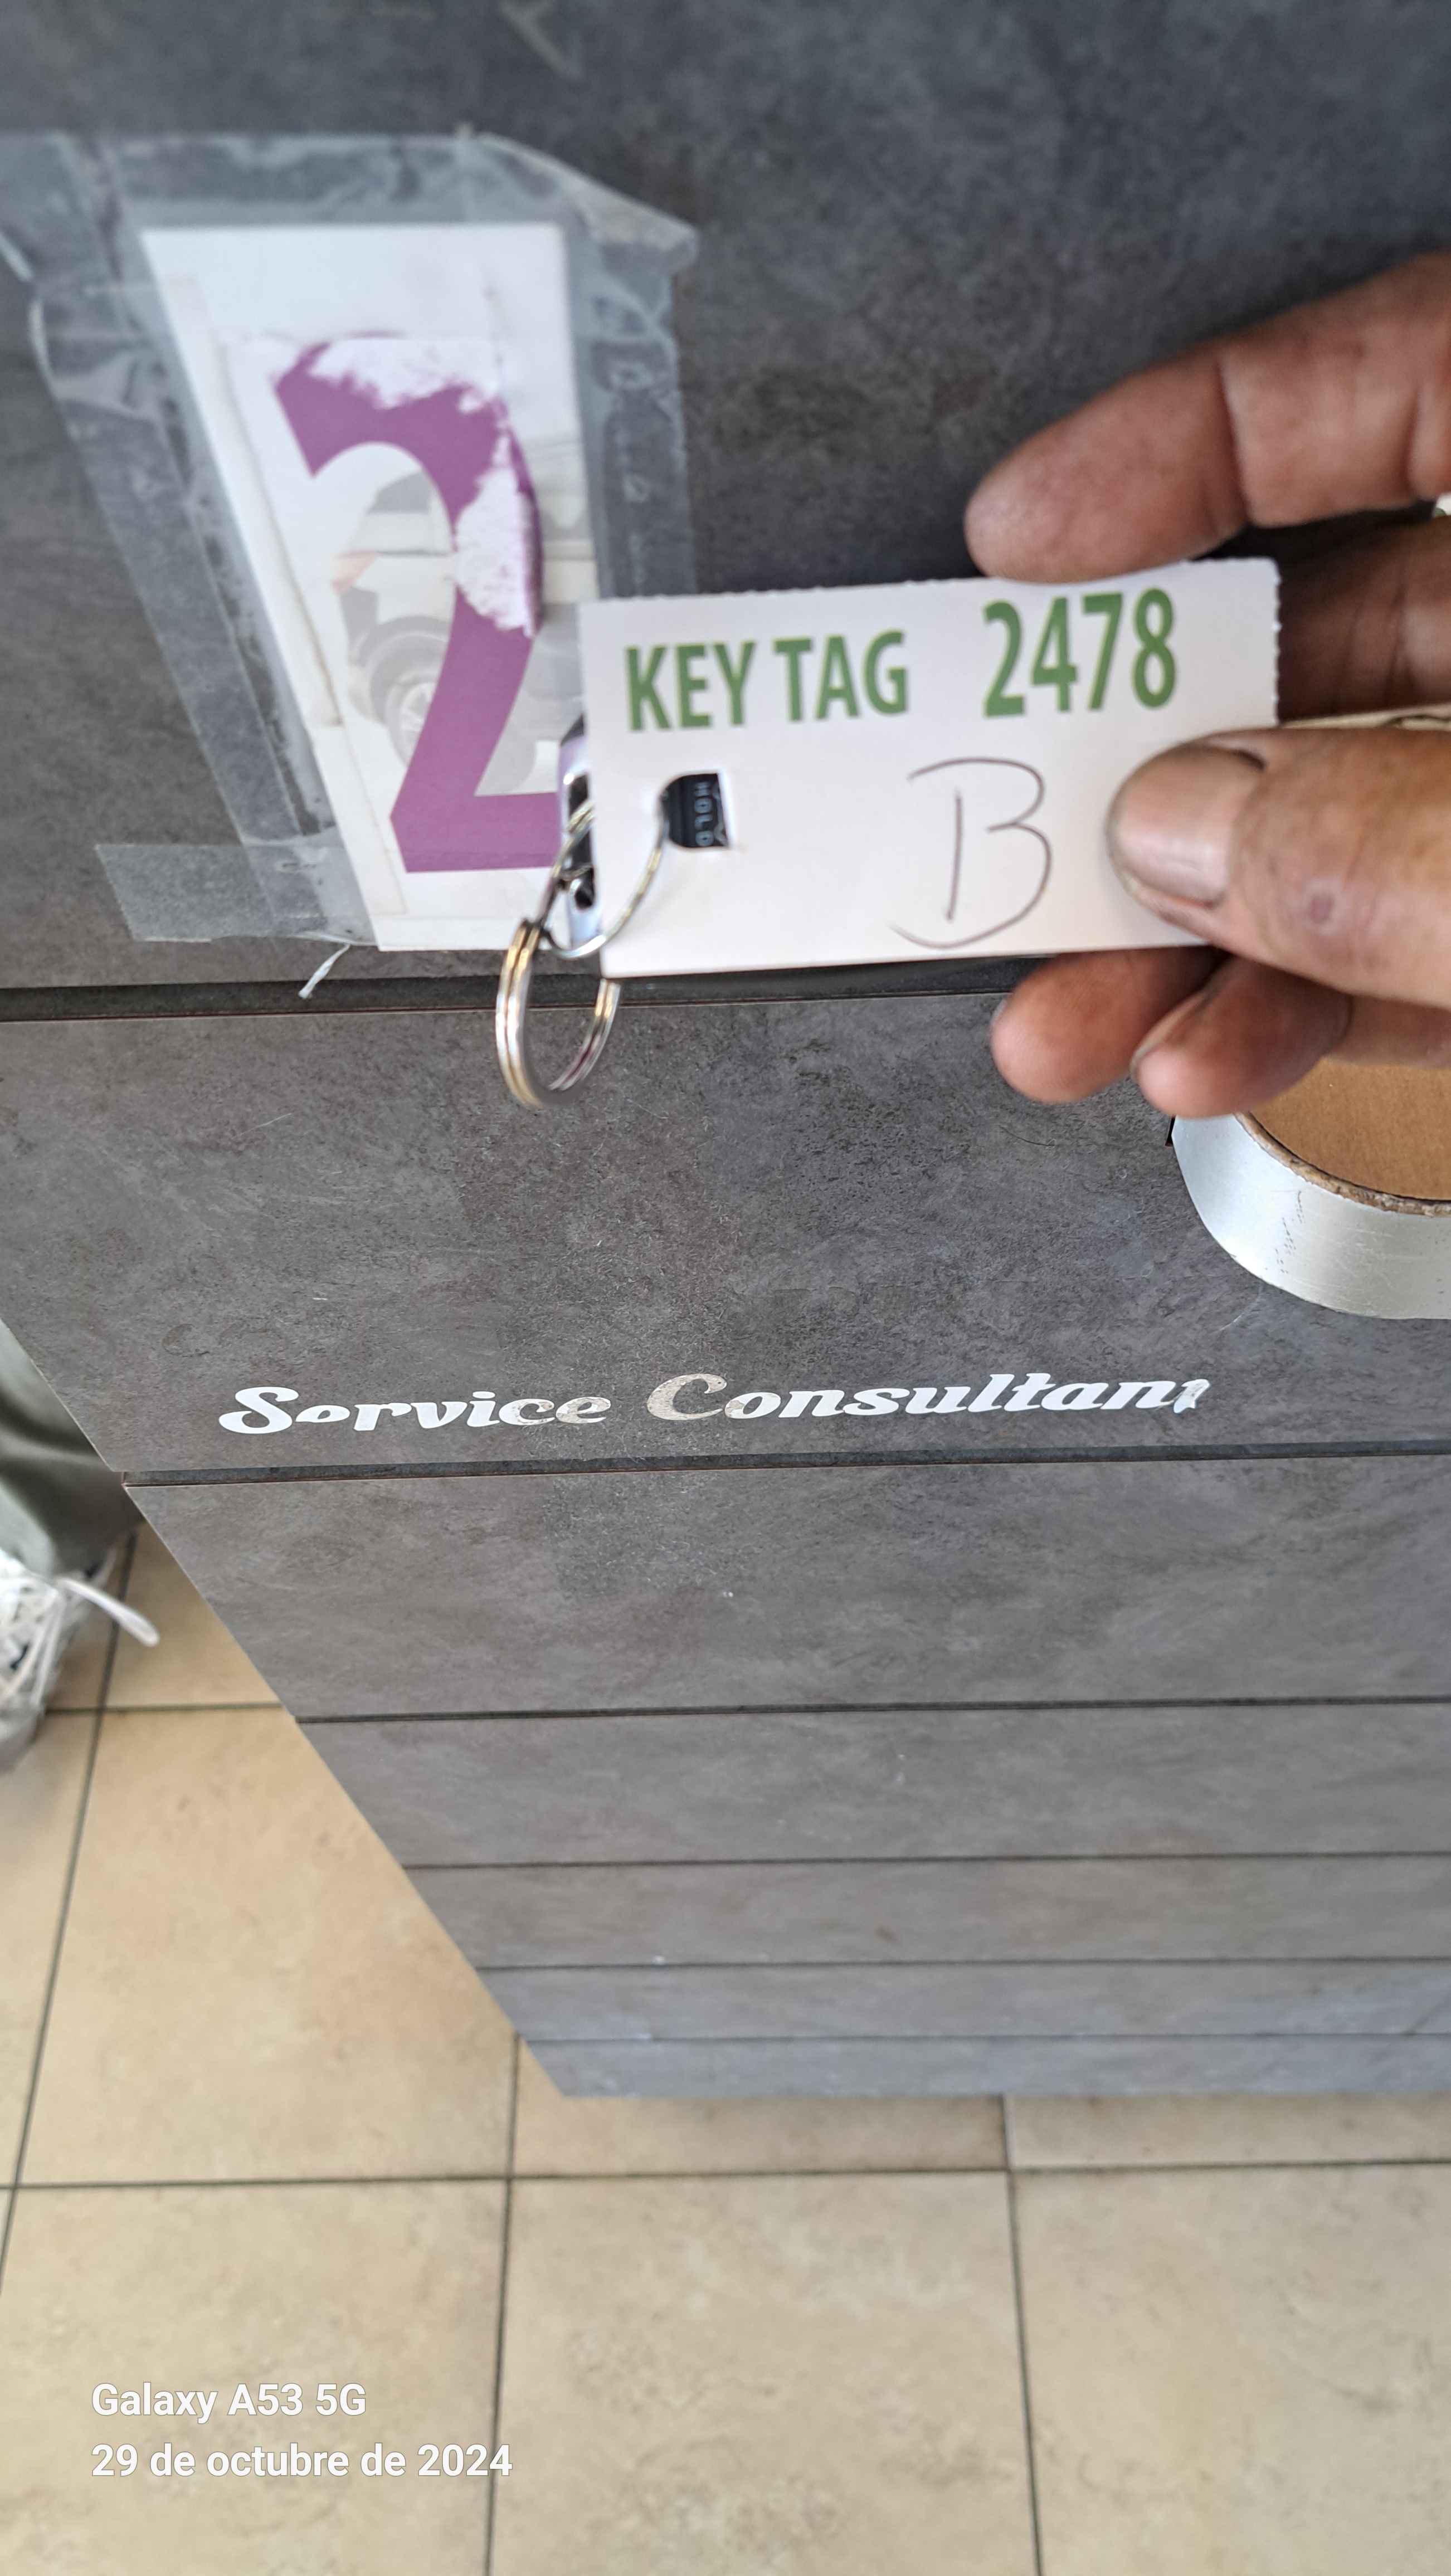 2
KEY TAG 2478
HOLD
B
Service Consultant
Galaxy A53 5G
29 de octubre de 2024